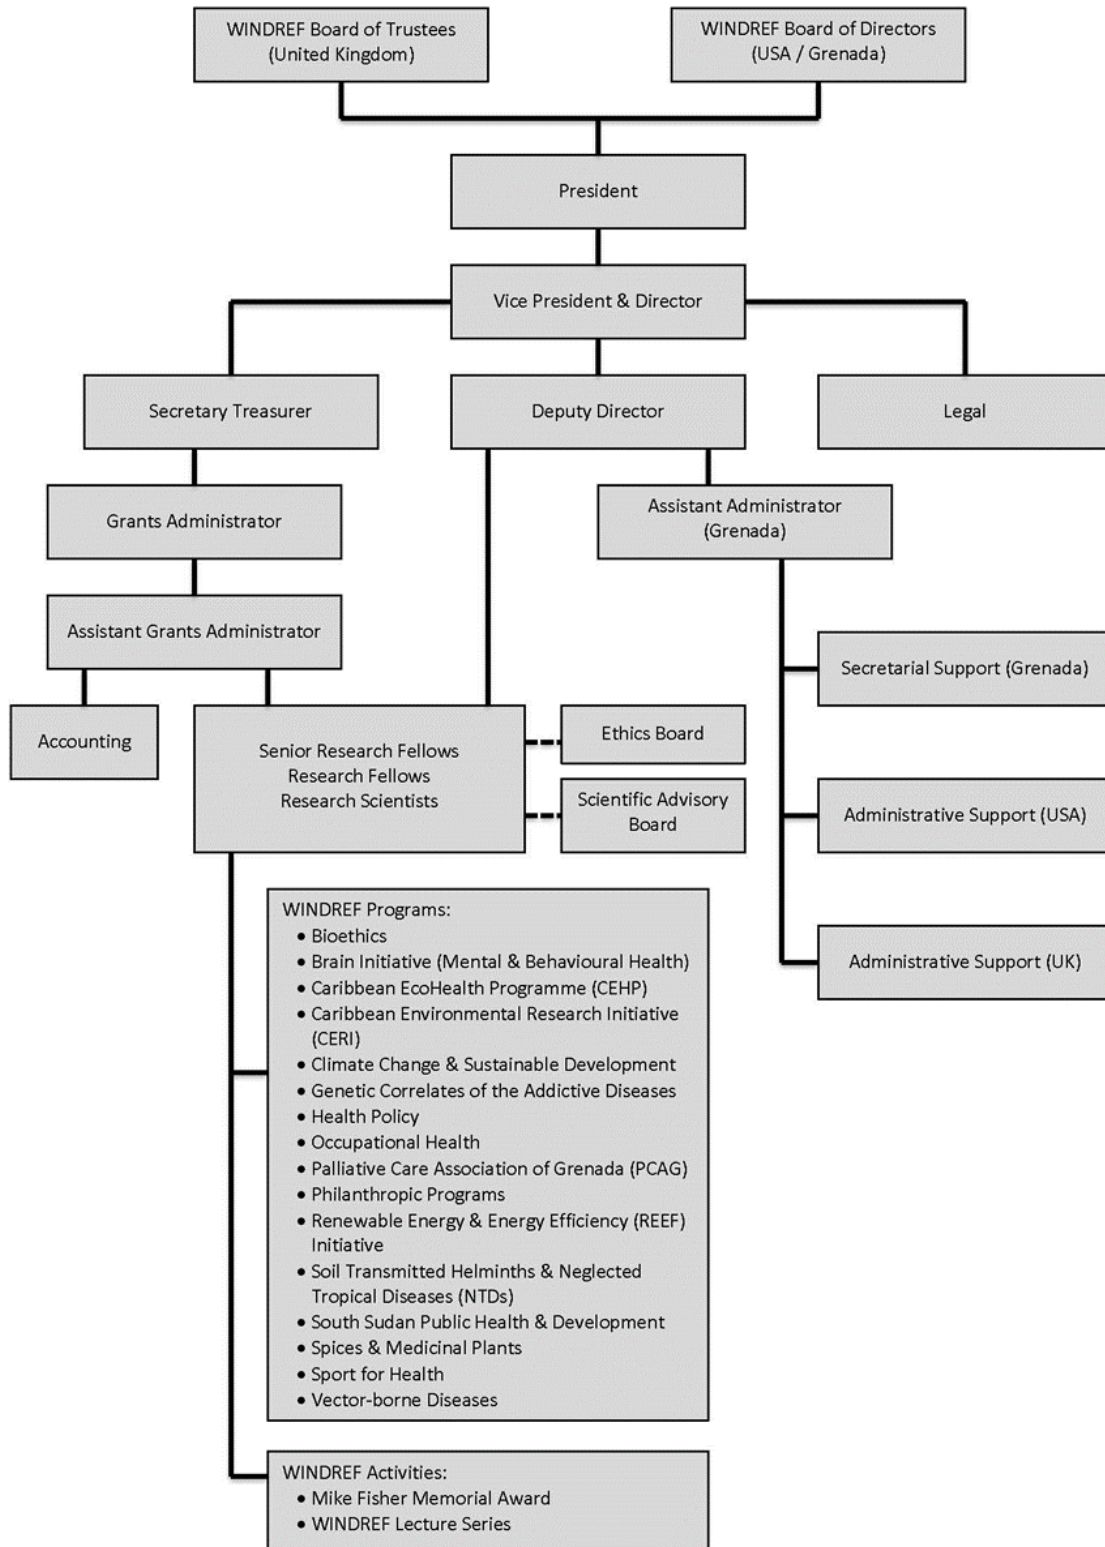 WINDREF Board of Trustees
(United Kingdom)
WINDREF Board of Directors
(USA / Grenada)
President
Vice President & Director
Secretary Treasurer
Deputy Director
Legal
Grants Administrator
Assistant Administrator
(Grenada)
Assistant Grants Administrator
Secretarial Support (Grenada)
Accounting
Senior Research Fellows
Research Fellows
Research Scientists
Ethics Board
Scientific Advisory
Board
Administrative Support (USA)
Administrative Support (UK)
WINDREF Programs:
• Bioethics
• Brain Initiative (Mental & Behavioural Health)
• Caribbean EcoHealth Programme (CEHP)
• Caribbean Environmental Research Initiative
(CERI)
• Climate Change & Sustainable Development
• Genetic Correlates of the Addictive Diseases
• Health Policy
• Occupational Health
• Palliative Care Association of Grenada (PCAG)
• Philanthropic Programs
• Renewable Energy & Energy Efficiency (REEF)
Initiative
• Soil Transmitted Helminths & Neglected
Tropical Diseases (NTDs)
• South Sudan Public Health & Development
• Spices & Medicinal Plants
• Sport for Health
• Vector-borne Diseases
WINDREF Activities:
• Mike Fisher Memorial Award
• WINDREF Lecture Series